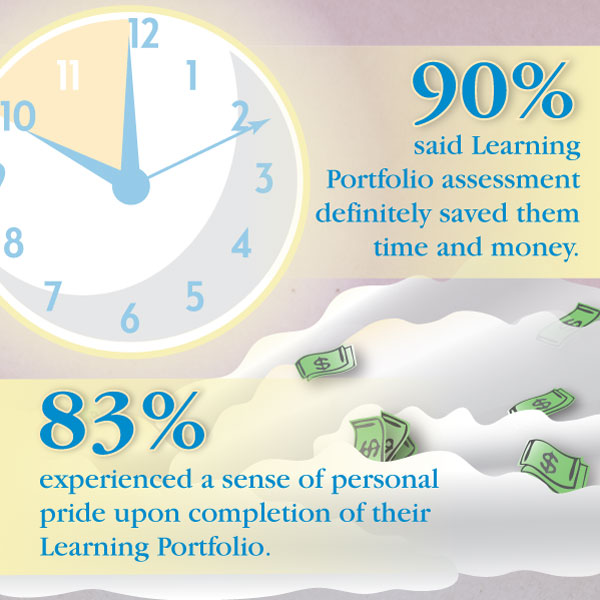 12
11
1
10
2
9
3
8
4
7
5
6
90%
said Learning
Portfolio assessment
definitely saved them
time and money.
$
$
$
83%
experienced a sense of personal
pride upon completion of their
Learning Portfolio.